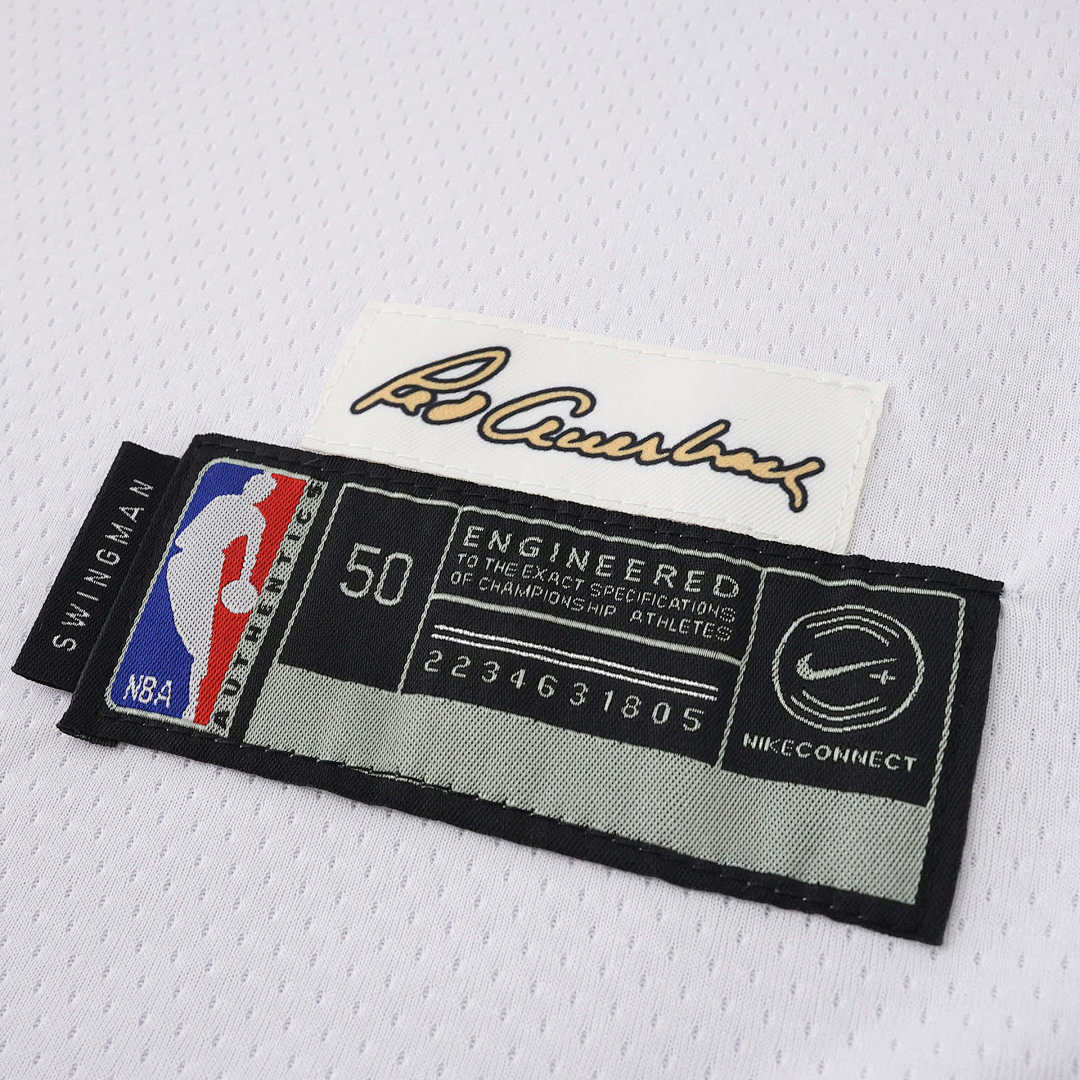 Red Auerbach
SWINGMAN
NBA
AUTHENTICS
50
ENGINEERED
TO THE EXACT SPECIFICATIONS
OF CHAMPIONSHIP ATHLETES
2234631805
NIKECONNECT